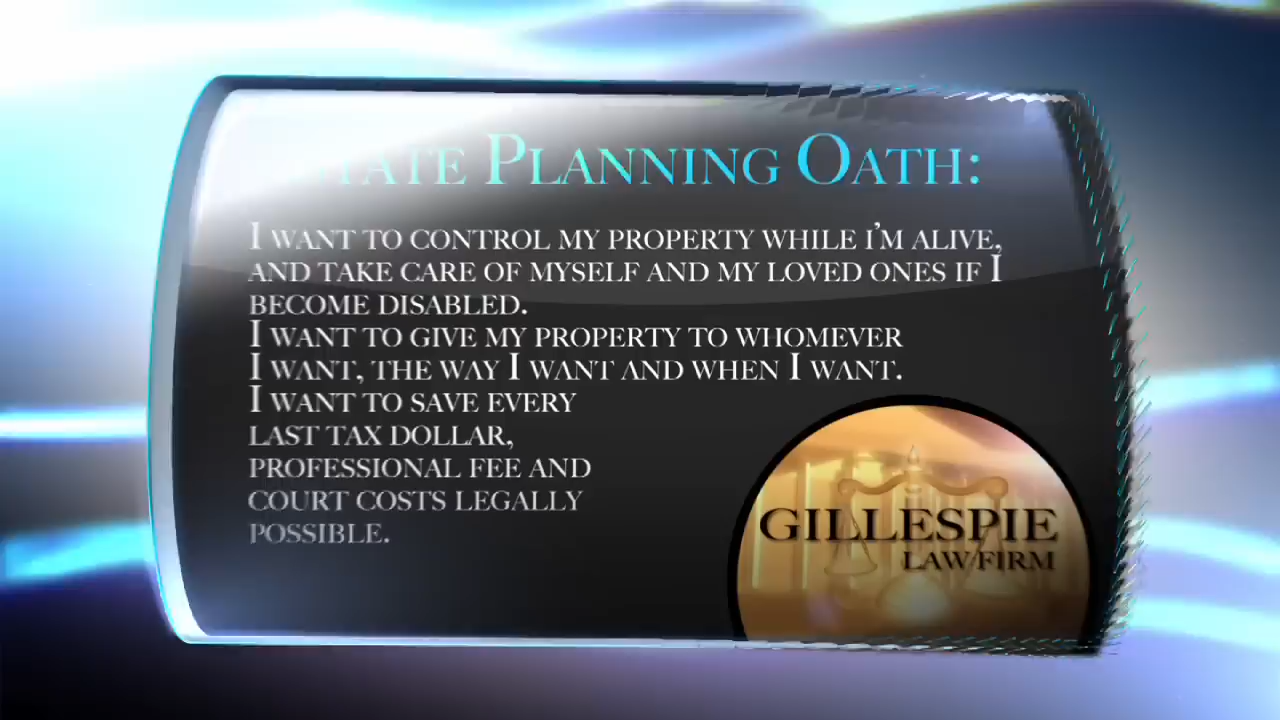 Planning Oath:
I want to control my property while i'm alive,
and take care of myself and my loved ones if I
become disabled.
I want to give my property to whomever
I want, the way I want and when I want.
I want to save every
last tax dollar,
professional fee and
court costs legally
possible.
GILLESPIE
LAW FIRM